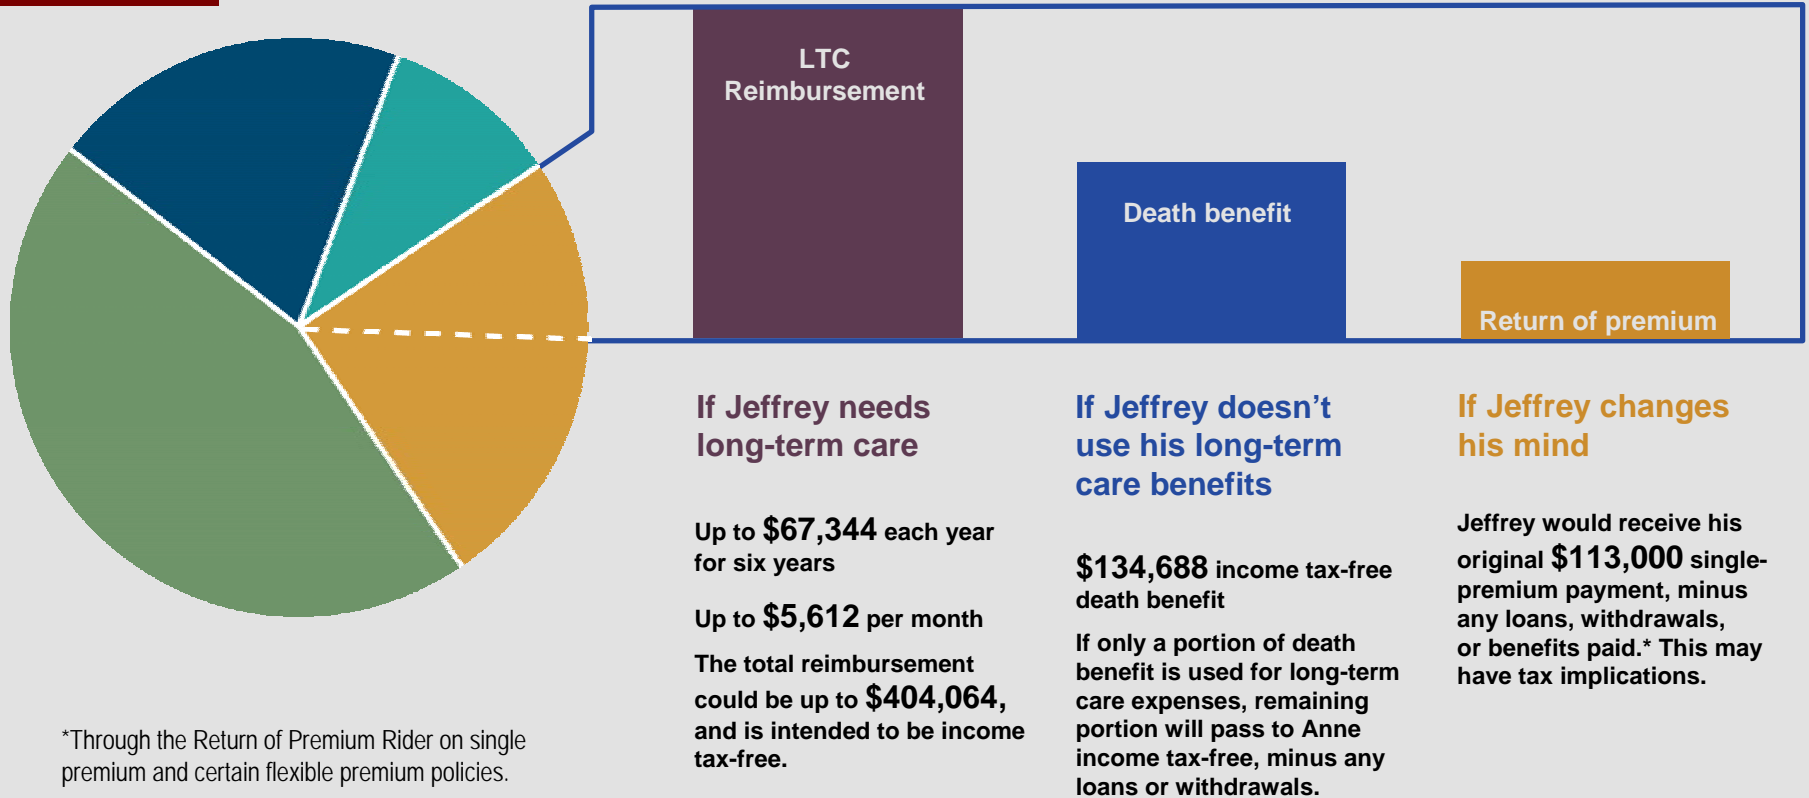 LTC
Reimbursement
Death benefit
Return of premium
If Jeffrey needs
long-term care
Up to $67,344 each year
for six years
Up to $5,612 per month
The total reimbursement
could be up to $404,064,
and is intended to be income
tax-free.
If Jeffrey doesn’t
use his long-term
care benefits
$134,688 income tax-free
death benefit
If only a portion of death
benefit is used for long-term
care expenses, remaining
portion will pass to Anne
income tax-free, minus any
loans or withdrawals.
If Jeffrey changes
his mind
Jeffrey would receive his
original $113,000 single-
premium payment, minus
any loans, withdrawals,
or benefits paid.* This may
have tax implications.
*Through the Return of Premium Rider on single
premium and certain flexible premium policies.